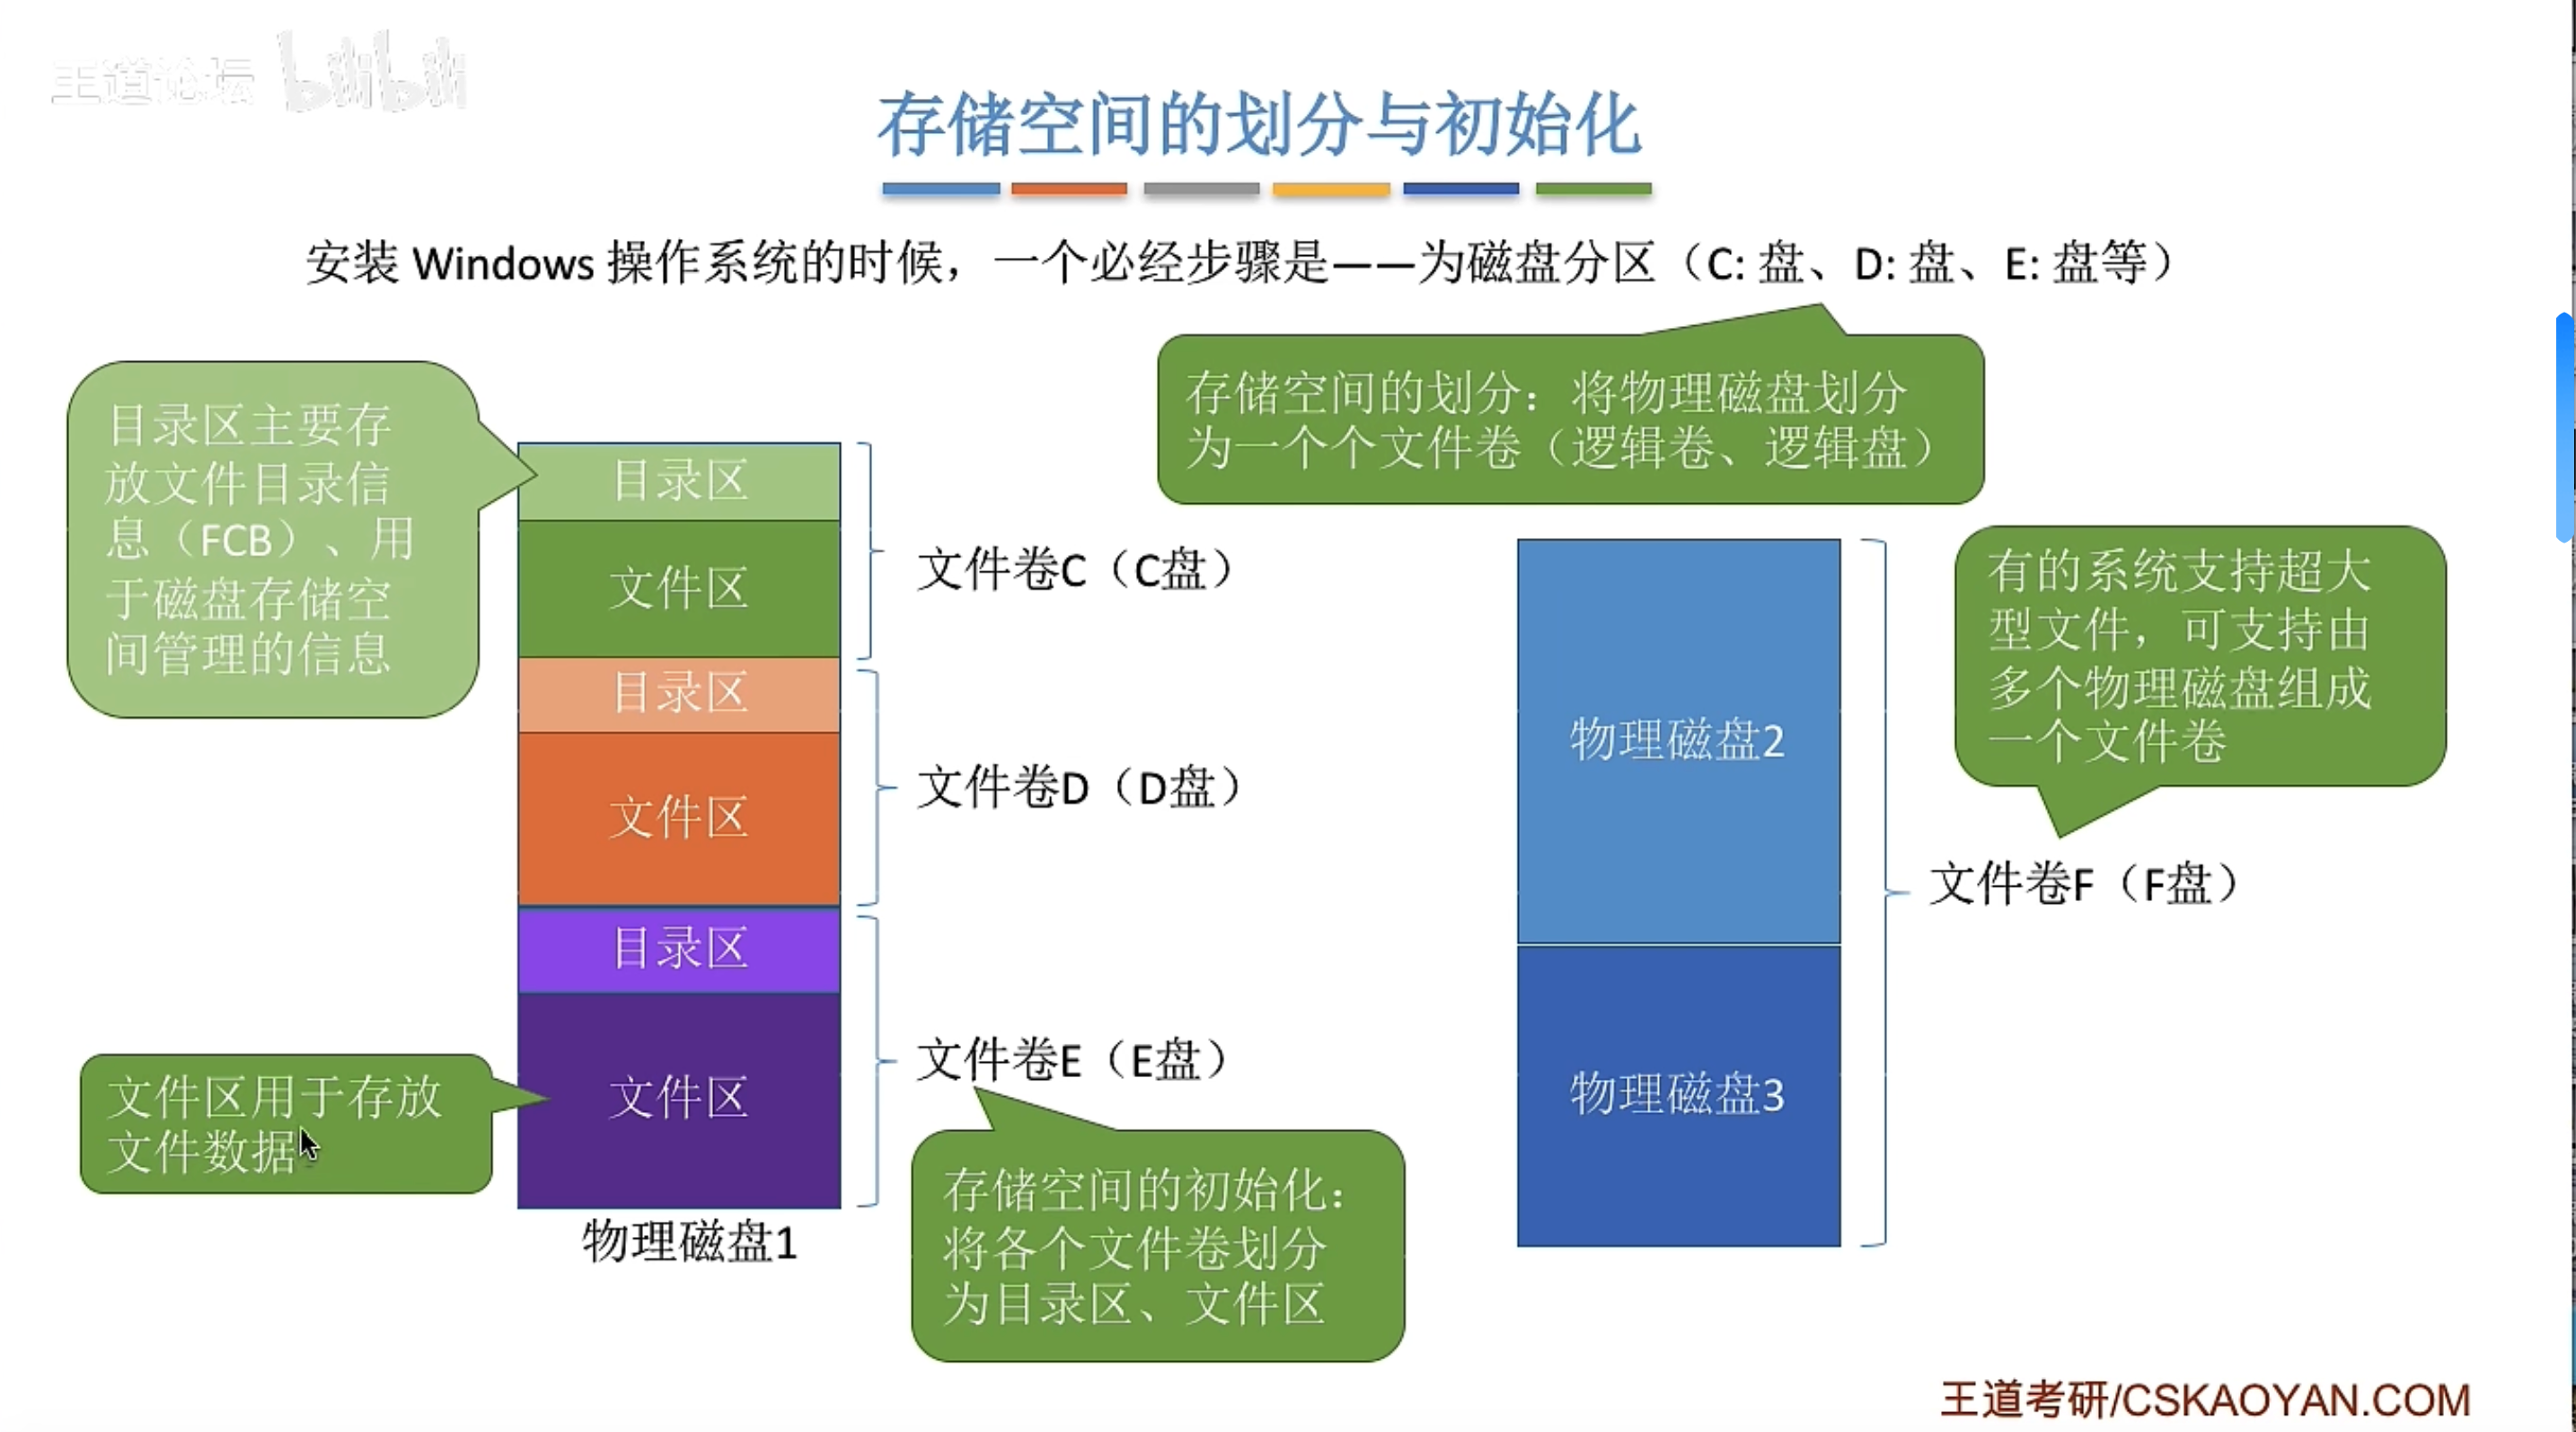 王道论坛 bilibili
存储空间的划分与初始化
安装 Windows 操作系统的时候，一个必经步骤是——为磁盘分区（C: 盘、D: 盘、E: 盘等）
存储空间的划分：将物理磁盘划分
为一个个文件卷（逻辑卷、逻辑盘）
目录区主要存
放文件目录信
息（FCB）、用
于磁盘存储空
间管理的信息
目录区
文件区
文件卷C（C盘）
目录区
文件区
文件卷D（D盘）
目录区
文件区
文件卷E（E盘）
文件区用于存放
文件数据
物理磁盘1
存储空间的初始化：
将各个文件卷划分
为目录区、文件区
物理磁盘2
物理磁盘3
有的系统支持超大
型文件，可支持由
多个物理磁盘组成
一个文件卷
文件卷F（F盘）
王道考研/CSKAOYAN.COM